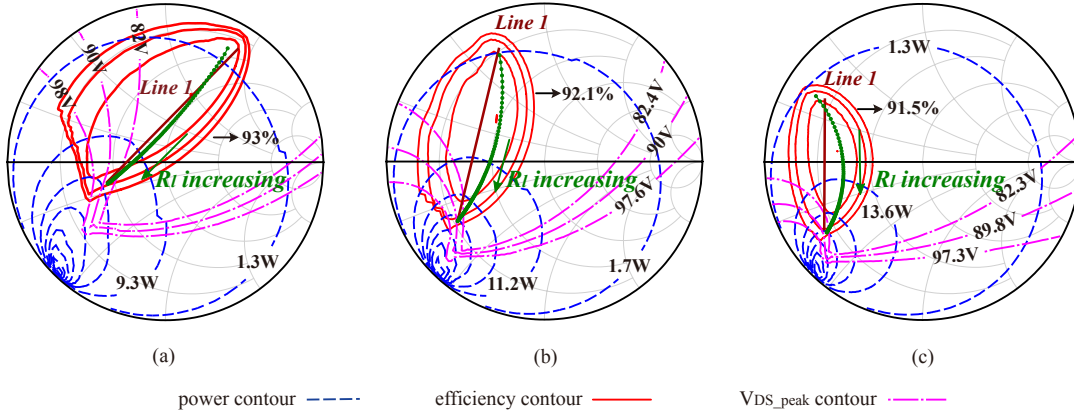 82V
90V
98V
Line 1
93%
Rl increasing
9.3W
1.3W
(a)
Line 1
92.1%
82.4V
90V
97.6V
Rl increasing
11.2W
1.7W
(b)
1.3W
Line 1
91.5%
Rl increasing
82.3V
13.6W
89.8V
97.3V
(c)
power contour
efficiency contour
VDS_peak contour